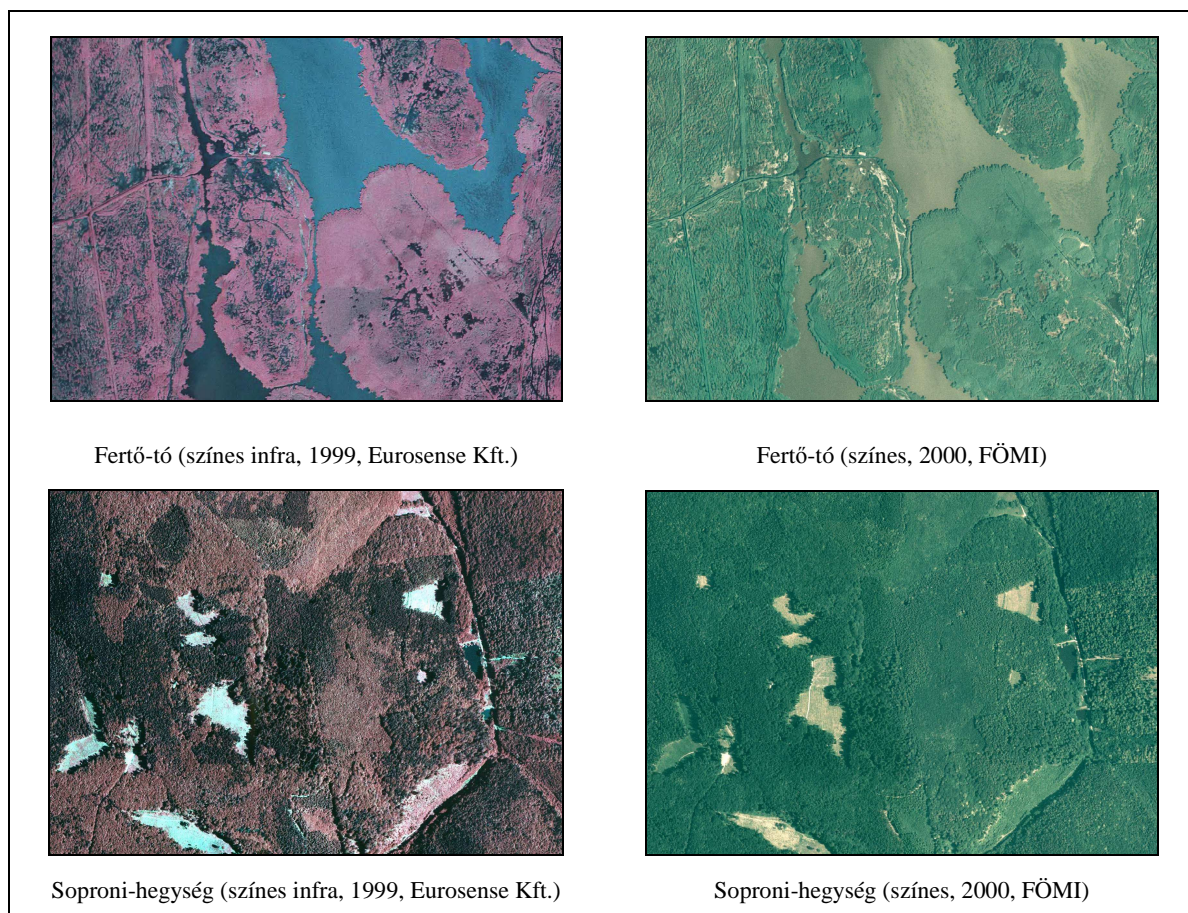 Fertő-tó (színes infra, 1999, Eurosense Kft.)
Fertő-tó (színes, 2000, FÖMI)
Soproni-hegység (színes infra, 1999, Eurosense Kft.)
Soproni-hegység (színes, 2000, FÖMI)